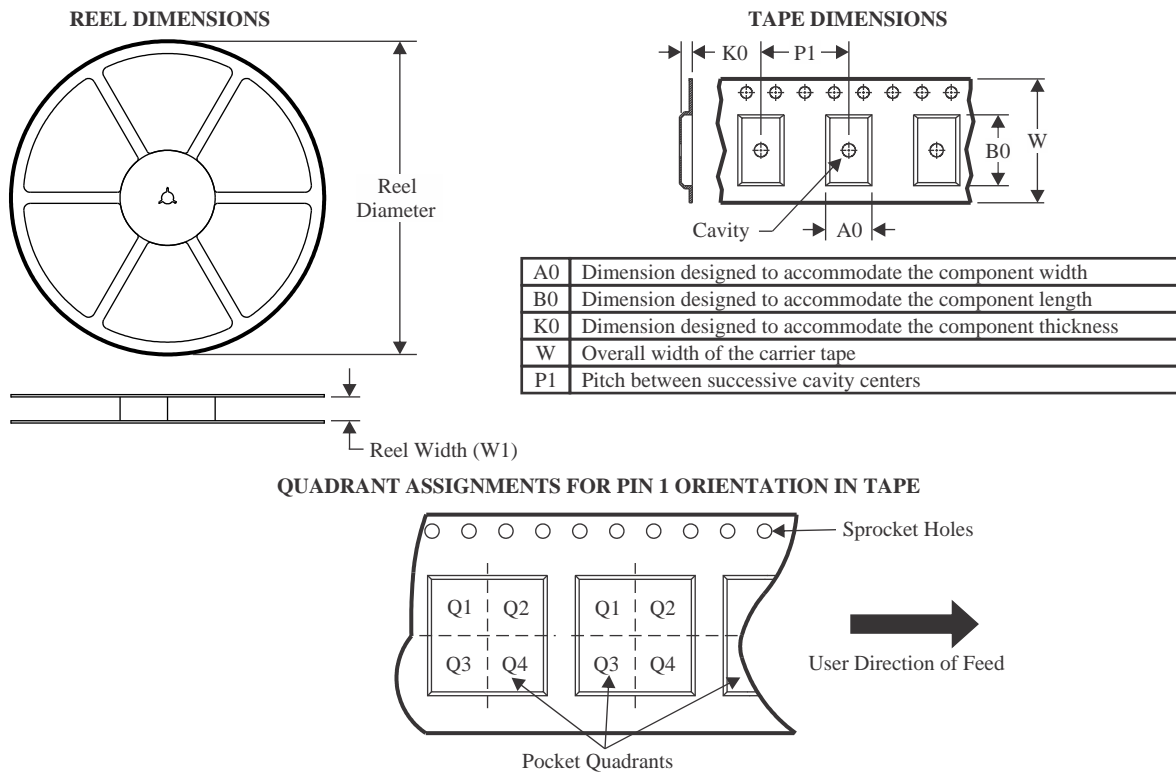 REEL DIMENSIONS
Reel
Diameter
Reel Width (W1)
TAPE DIMENSIONS
K0 P1
W
B0
Cavity
A0
A0 Dimension designed to accommodate the component width
B0 Dimension designed to accommodate the component length
K0 Dimension designed to accommodate the component thickness
W Overall width of the carrier tape
P1 Pitch between successive cavity centers
QUADRANT ASSIGNMENTS FOR PIN 1 ORIENTATION IN TAPE
Sprocket Holes
Q1 Q2 Q1 Q2
Q3 Q4 Q3 Q4
User Direction of Feed
Pocket Quadrants